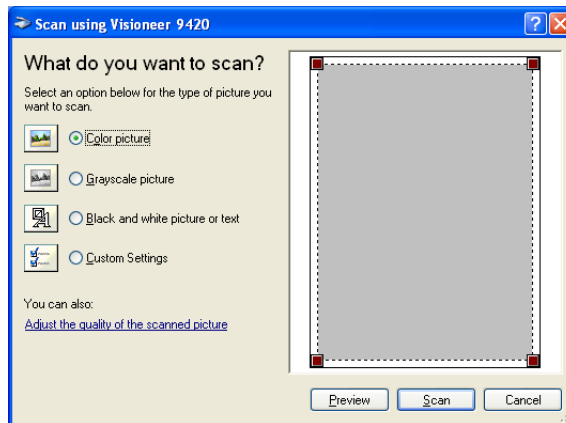 Scan using Visioneer 9420
What do you want to scan?
Select an option below for the type of picture you
want to scan.
Color picture
Grayscale picture
Black and white picture or text
Custom Settings
You can also:
Adjust the quality of the scanned picture
Preview
Scan
Cancel